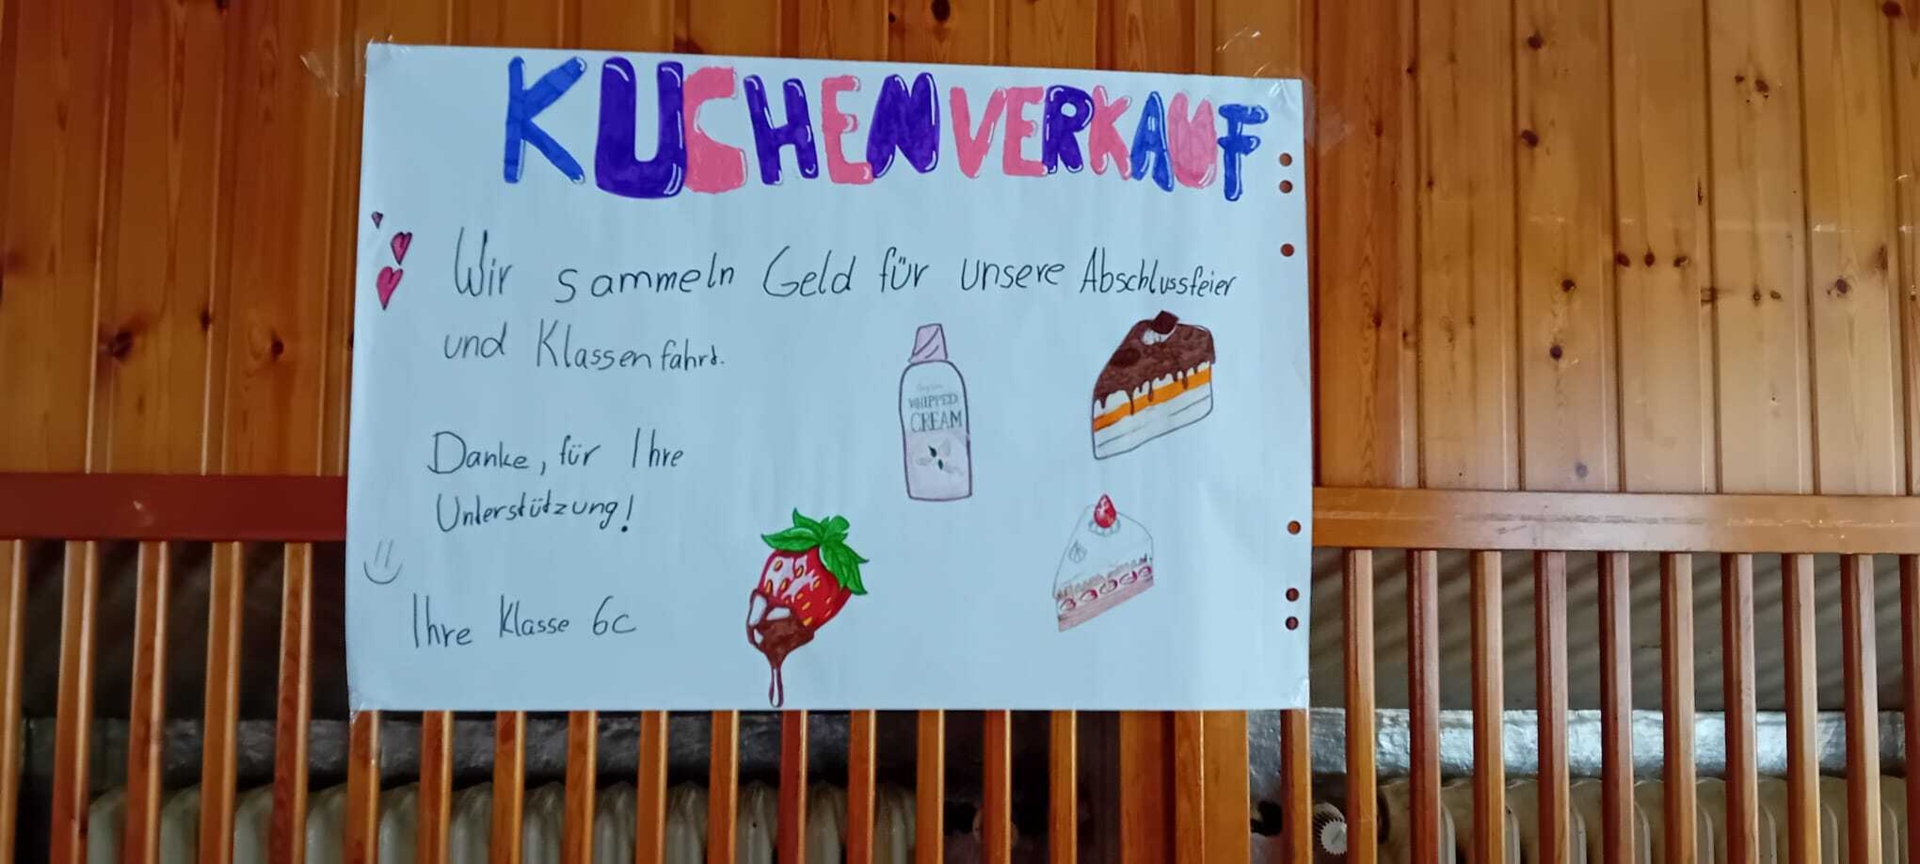 KUCHENVERKAUF
Wir sammeln Geld für unsere Abschlussfeier
und Klassenfahrt.
WHIPPED
CREAM
Danke, für Ihre
Unterstützung!
Ihre Klasse 6c